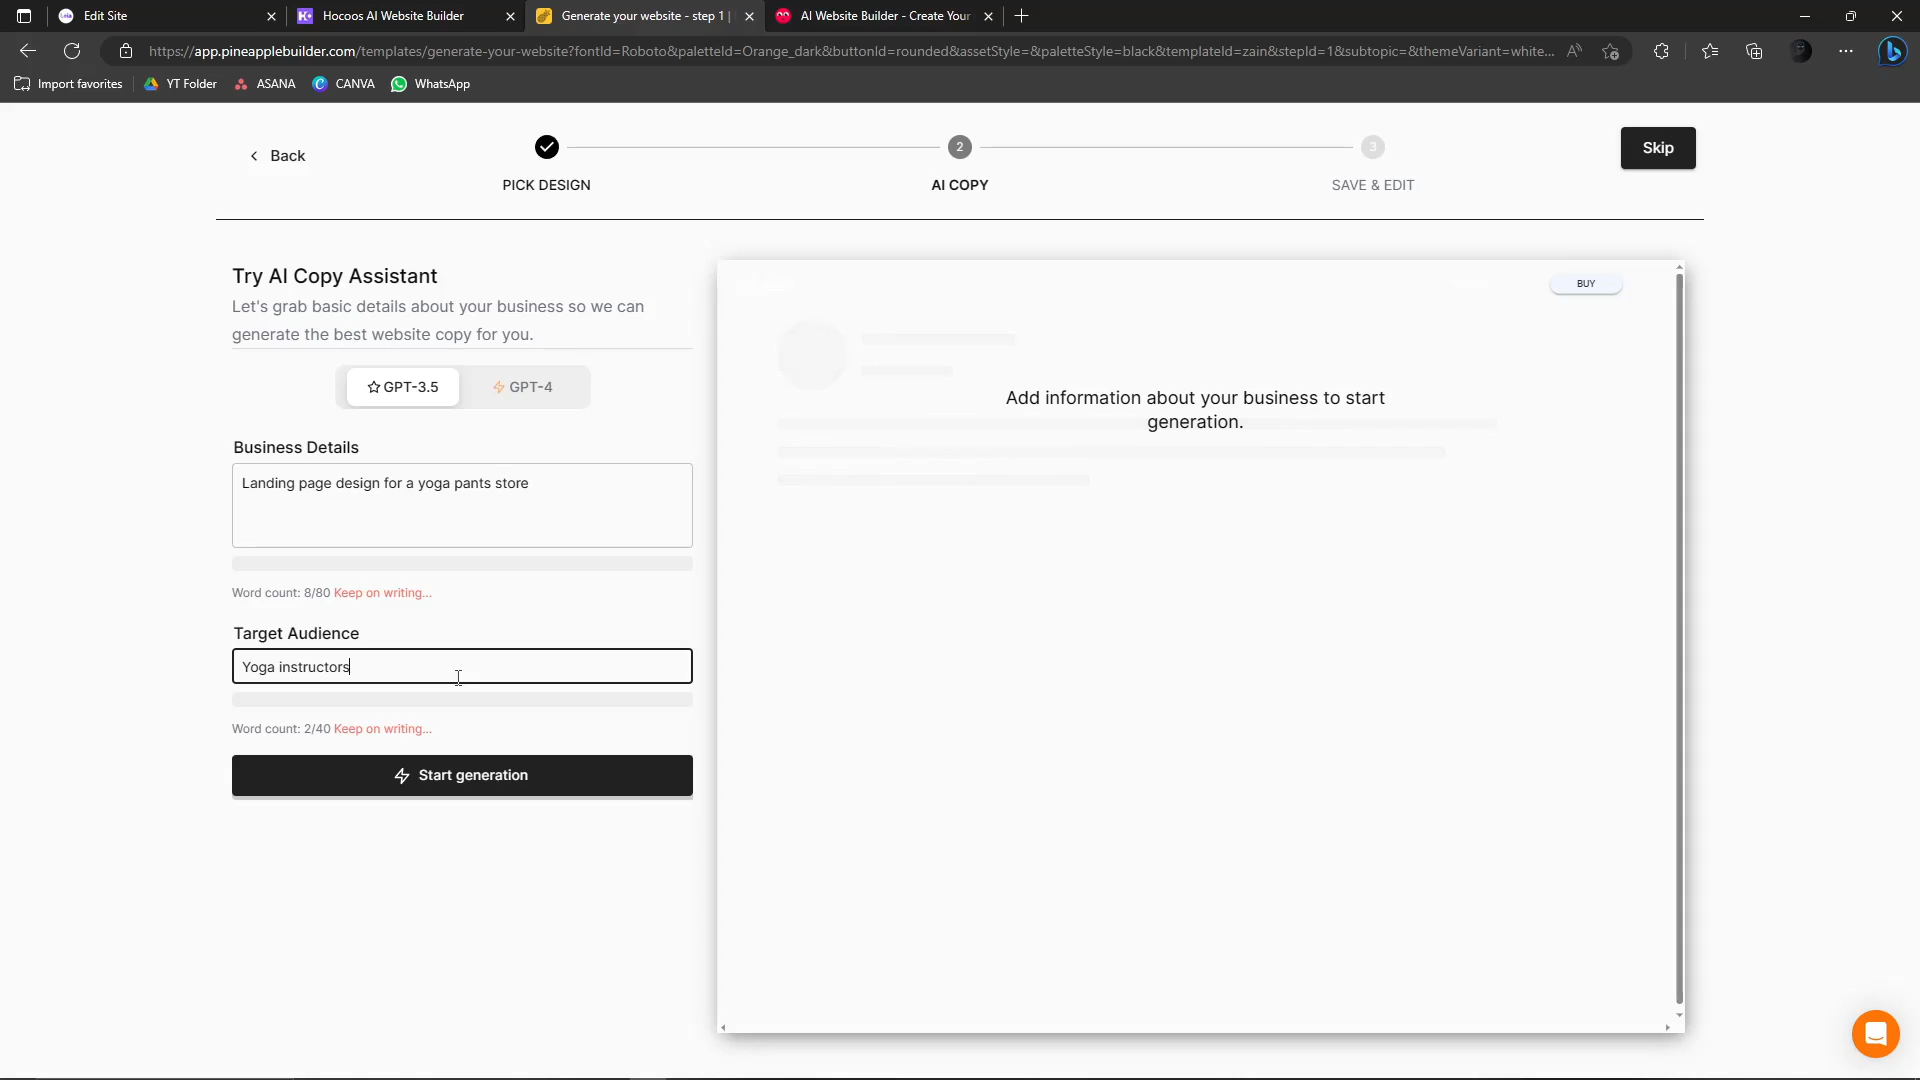 Edit Site
Hocoos AI Website Builder
Generate your website - step 1 |
AI Website Builder - Create Your
https://app.pineapplebuilder.com/templates/generate-your-website?fontId=Roboto&paletteId=Orange_dark&buttonId=rounded&assetStyle=&paletteStyle=black&templateId=zain&stepId=1&subtopic=&themeVariant=white...
Import favorites
YT Folder
ASANA
CANVA
WhatsApp
Back
2
3
PICK DESIGN
AI COPY
SAVE & EDIT
Skip
Try AI Copy Assistant
Let's grab basic details about your business so we can
generate the best website copy for you.
GPT-3.5
GPT-4
Business Details
Landing page design for a yoga pants store
Word count: 8/80 Keep on writing...
Target Audience
Yoga instructors
Word count: 2/40 Keep on writing...
Start generation
BUY
Add information about your business to start
generation.